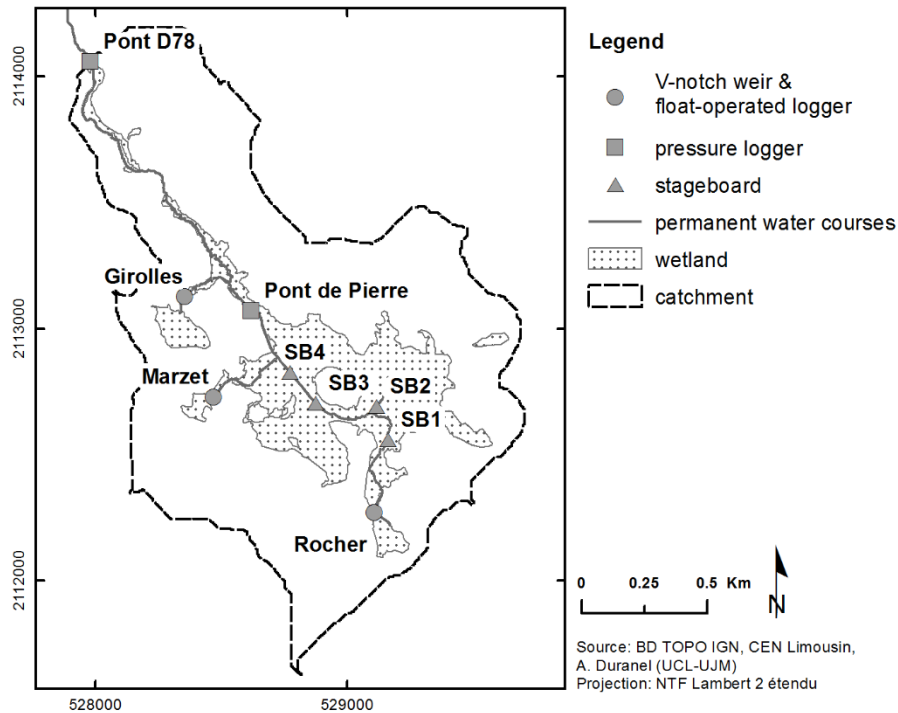 Pont D78
2114000
Girolles
Pont de Pierre
2113000
SB4
Marzet
SB3
SB2
SB1
Rocher
2112000
528000
529000
Legend
V-notch weir &
float-operated logger
pressure logger
stageboard
permanent water courses
wetland
catchment
0 0.25 0.5 Km
N
Source: BD TOPO IGN, CEN Limousin,
A. Duranel (UCL-UJM)
Projection: NTF Lambert 2 étendu